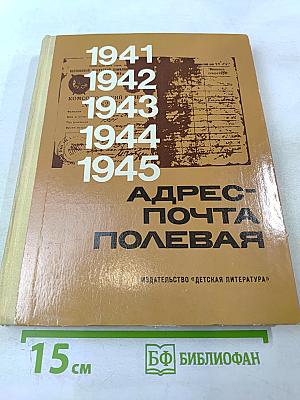 1941
1942
1943
1944
1945
АДРЕС-
ПОЧТА
ПОЛЕВАЯ
ИЗДАТЕЛЬСТВО «ДЕТСКАЯ ЛИТЕРАТУРА»
15 см
БФ БИБЛИОФАН